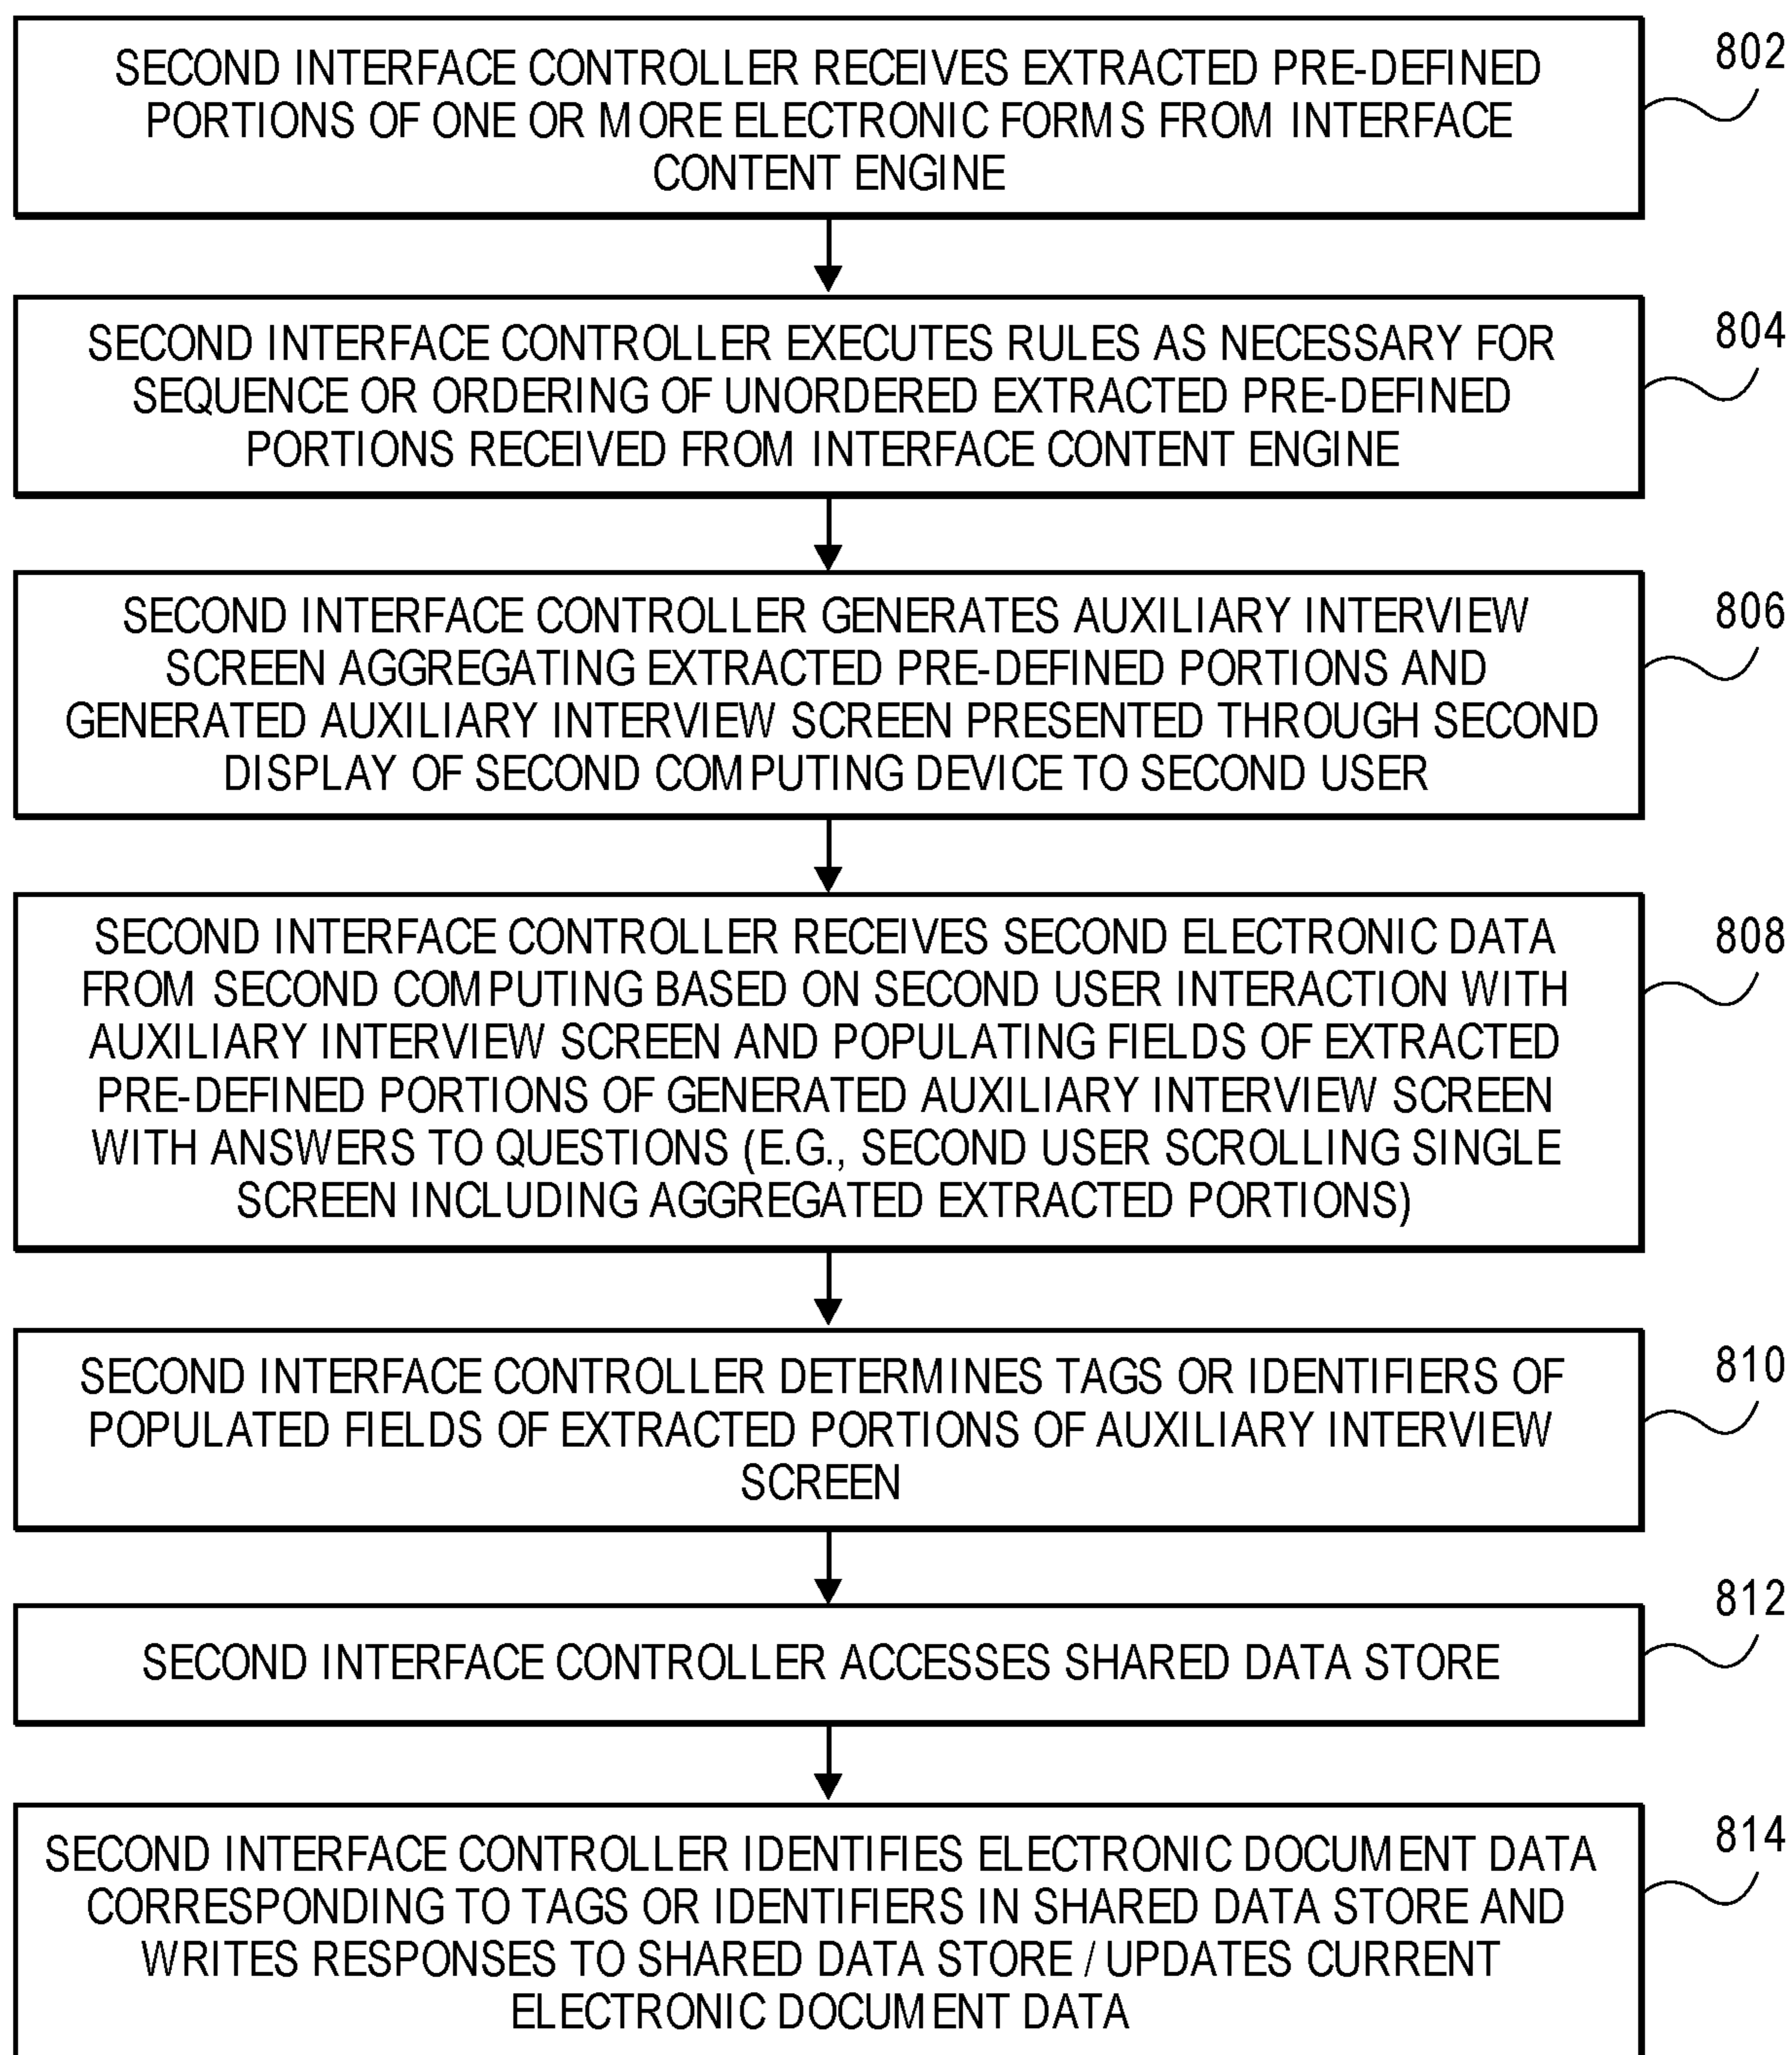 SECOND INTERFACE CONTROLLER RECEIVES EXTRACTED PRE-DEFINED
PORTIONS OF ONE OR MORE ELECTRONIC FORMS FROM INTERFACE
CONTENT ENGINE
802
SECOND INTERFACE CONTROLLER EXECUTES RULES AS NECESSARY FOR
SEQUENCE OR ORDERING OF UNORDERED EXTRACTED PRE-DEFINED
PORTIONS RECEIVED FROM INTERFACE CONTENT ENGINE
804
SECOND INTERFACE CONTROLLER GENERATES AUXILIARY INTERVIEW
SCREEN AGGREGATING EXTRACTED PRE-DEFINED PORTIONS AND
GENERATED AUXILIARY INTERVIEW SCREEN PRESENTED THROUGH SECOND
DISPLAY OF SECOND COMPUTING DEVICE TO SECOND USER
806
SECOND INTERFACE CONTROLLER RECEIVES SECOND ELECTRONIC DATA
FROM SECOND COMPUTING BASED ON SECOND USER INTERACTION WITH
AUXILIARY INTERVIEW SCREEN AND POPULATING FIELDS OF EXTRACTED
PRE-DEFINED PORTIONS OF GENERATED AUXILIARY INTERVIEW SCREEN
WITH ANSWERS TO QUESTIONS (E.G., SECOND USER SCROLLING SINGLE
SCREEN INCLUDING AGGREGATED EXTRACTED PORTIONS)
808
SECOND INTERFACE CONTROLLER DETERMINES TAGS OR IDENTIFIERS OF
POPULATED FIELDS OF EXTRACTED PORTIONS OF AUXILIARY INTERVIEW
SCREEN
810
SECOND INTERFACE CONTROLLER ACCESSES SHARED DATA STORE
812
SECOND INTERFACE CONTROLLER IDENTIFIES ELECTRONIC DOCUMENT DATA
CORRESPONDING TO TAGS OR IDENTIFIERS IN SHARED DATA STORE AND
WRITES RESPONSES TO SHARED DATA STORE / UPDATES CURRENT
ELECTRONIC DOCUMENT DATA
814